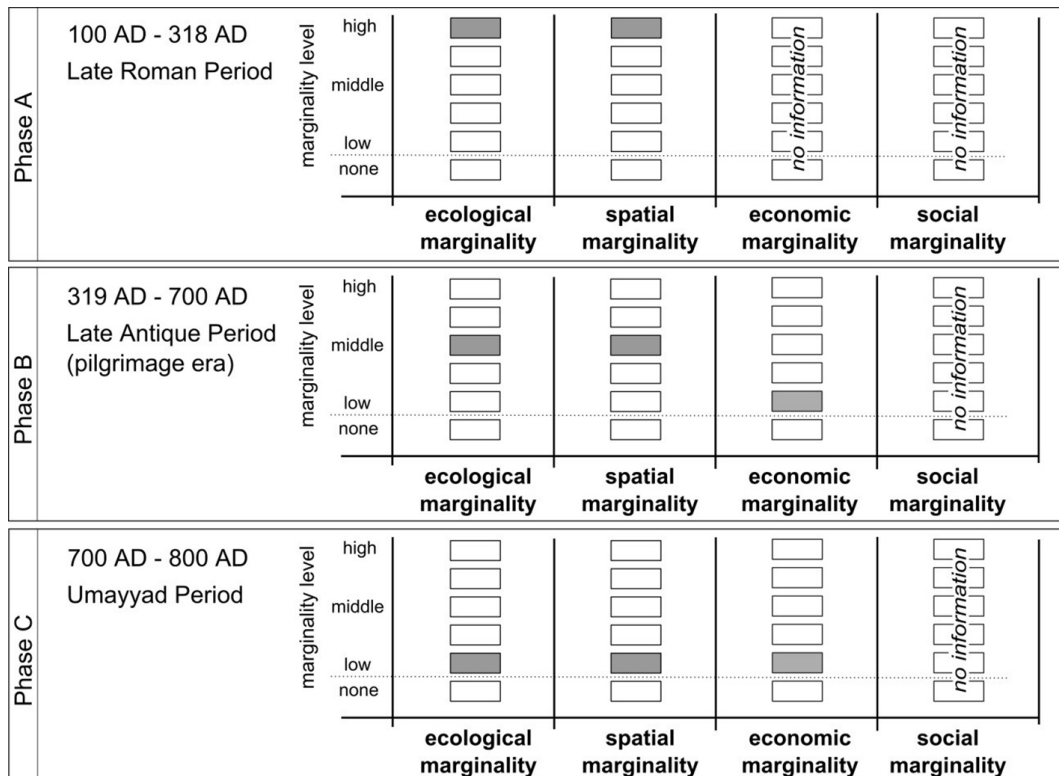 Phase A
100 AD - 318 AD
Late Roman Period
marginality level
high
middle
low
none
no information
no information
ecological
marginality
spatial
marginality
economic
marginality
social
marginality
Phase B
319 AD - 700 AD
Late Antique Period
(pilgrimage era)
marginality level
high
middle
low
none
no information
ecological
marginality
spatial
marginality
economic
marginality
social
marginality
Phase C
700 AD - 800 AD
Umayyad Period
marginality level
high
middle
low
none
no information
ecological
marginality
spatial
marginality
economic
marginality
social
marginality